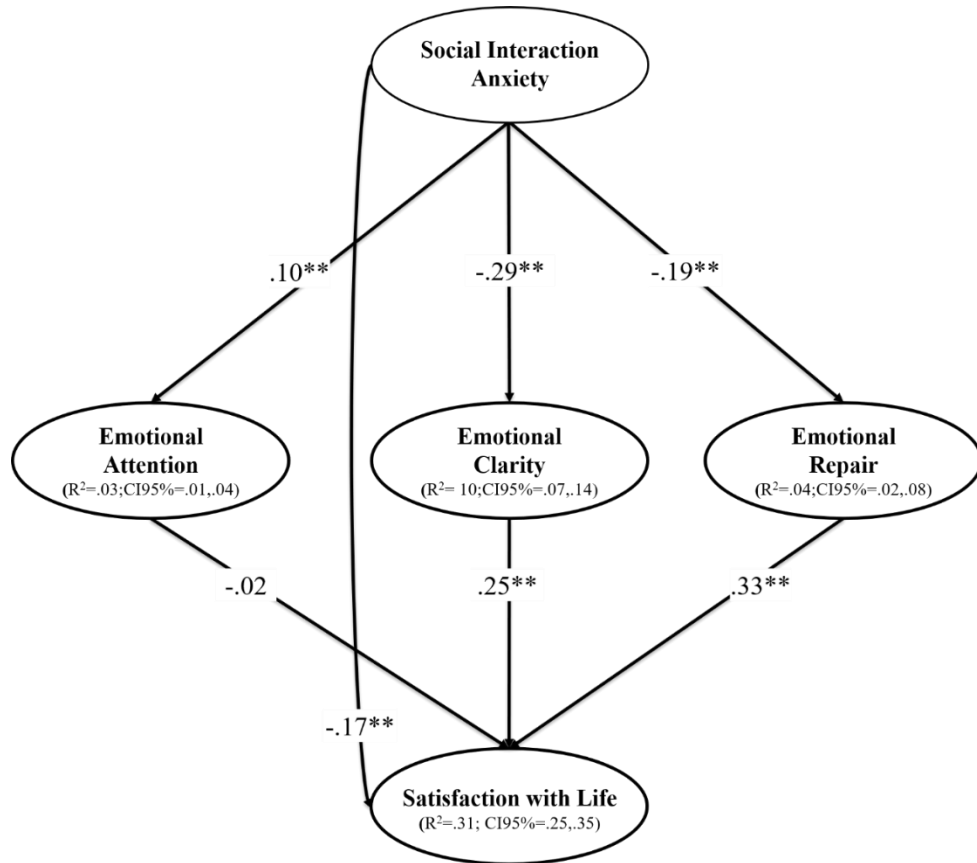 Social Interaction
Anxiety
.10**
-.29**
-.19**
Emotional
Attention
(R²=.03;CI95%=.01,.04)
Emotional
Clarity
(R²= 10;CI95%=.07,.14)
Emotional
Repair
(R²=.04;CI95%=.02,.08)
-.02
.25**
.33**
-.17**
Satisfaction with Life
(R²=.31; CI95%=.25,.35)